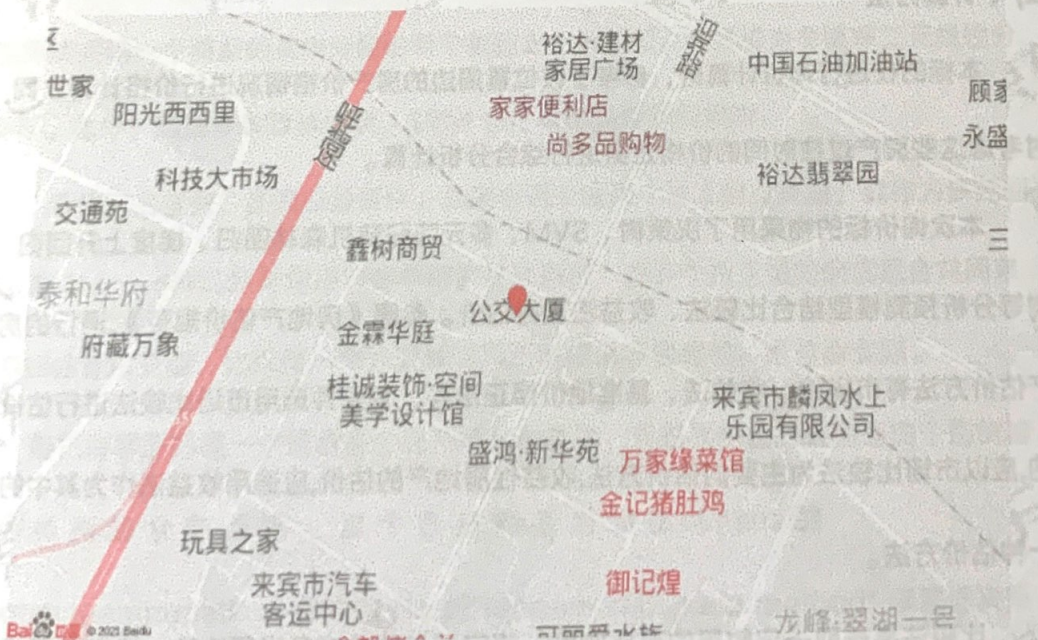 裕达·建材
家居广场
中国石油加油站
世家
阳光西西里
家家便利店
永盛
尚多品购物
科技大市场
裕达翡翠园
交通苑
三
鑫树商贸
泰和华府
公交大厦
金霖华庭
府藏万象
桂诚装饰·空间
美学设计馆
来宾市麟凤水上
乐园有限公司
盛鸿·新华苑
万家缘菜馆
金记猪肚鸡
玩具之家
来宾市汽车
客运中心
御记煌
龙峰·翠湖一号
Bai
© 2021 Baidu